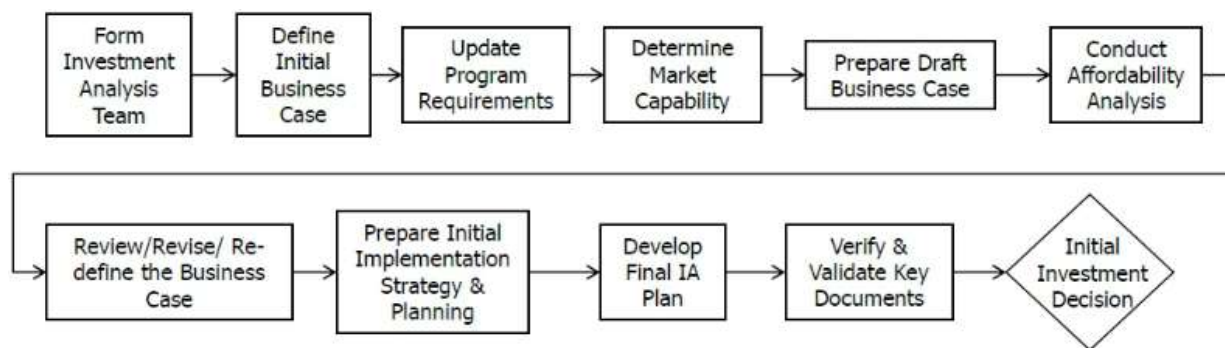 Form
Investment
Analysis
Team
Define
Initial
Business
Case
Update
Program
Requirements
Determine
Market
Capability
Prepare Draft
Business Case
Conduct
Affordability
Analysis
Review/Revise/ Re-
define the Business
Case
Prepare Initial
Implementation
Strategy &
Planning
Develop
Final IA
Plan
Verify &
Validate Key
Documents
Initial
Investment
Decision